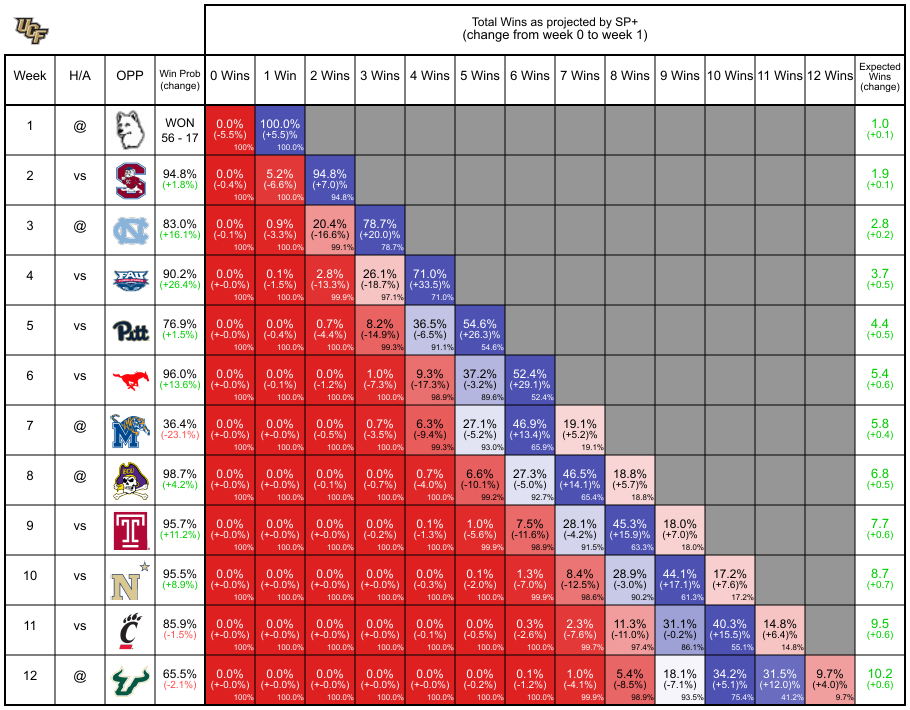 UCF
Total Wins as projected by SP+
(change from week 0 to week 1)
Week H/A OPP Win Prob (change) 0 Wins 1 Win 2 Wins 3 Wins 4 Wins 5 Wins 6 Wins 7 Wins 8 Wins 9 Wins 10 Wins 11 Wins 12 Wins Expected Wins (change)
1 @ WON 0.0% 100.0% 1.0
56 - 17 (-5.5%) (+5.5)% (+0.1)
100% 100.0%
2 vs S 94.8% 0.0% 5.2% 94.8% 1.9
(+1.8%) (-0.4%) (-6.6%) (+7.0)% (+0.1)
100% 100.0% 94.8%
3 @ NC 83.0% 0.0% 0.9% 20.4% 78.7% 2.8
(+16.1%) (-0.1%) (-3.3%) (-16.6%) (+20.0)% (+0.2)
100% 100.0% 99.1% 78.7%
4 vs FAU 90.2% 0.0% 0.1% 2.8% 26.1% 71.0% 3.7
(+26.4%) (+-0.0%) (-1.5%) (-13.3%) (-18.7%) (+33.5)% (+0.5)
100% 100.0% 99.9% 97.1% 71.0%
5 vs Pitt 76.9% 0.0% 0.0% 0.7% 8.2% 36.5% 54.6% 4.4
(+1.5%) (+-0.0%) (-0.4%) (-4.4%) (-14.9%) (-6.5%) (+26.3)% (+0.5)
100% 100.0% 100.0% 99.3% 91.1% 54.6%
6 vs 96.0% 0.0% 0.0% 0.0% 1.0% 9.3% 37.2% 52.4% 5.4
(+13.6%) (+-0.0%) (-0.1%) (-1.2%) (-7.3%) (-17.3%) (-3.2%) (+29.1)% (+0.6)
100% 100.0% 100.0% 100.0% 98.9% 89.6% 52.4%
7 @ M 36.4% 0.0% 0.0% 0.0% 0.7% 6.3% 27.1% 46.9% 19.1% 5.8
(-23.1%) (+-0.0%) (+-0.0%) (-0.5%) (-3.5%) (-9.4%) (-5.2%) (+13.4)% (+5.2)% (+0.4)
100% 100.0% 100.0% 100.0% 99.3% 93.0% 65.9% 19.1%
8 @ ECU 98.7% 0.0% 0.0% 0.0% 0.0% 0.7% 6.6% 27.3% 46.5% 18.8% 6.8
(+4.2%) (+-0.0%) (+-0.0%) (-0.1%) (-0.7%) (-4.0%) (-10.1%) (-5.0%) (+14.1)% (+5.7)% (+0.5)
100% 100.0% 100.0% 100.0% 100.0% 99.2% 92.7% 65.4% 18.8%
9 vs T 95.7% 0.0% 0.0% 0.0% 0.0% 0.1% 1.0% 7.5% 28.1% 45.3% 18.0% 7.7
(+11.2%) (+-0.0%) (+-0.0%) (+-0.0%) (-0.2%) (-1.3%) (-5.6%) (-11.6%) (-4.2%) (+15.9)% (+7.0)% (+0.6)
100% 100.0% 100.0% 100.0% 100.0% 99.9% 98.9% 91.5% 63.3% 18.0%
10 vs N 95.5% 0.0% 0.0% 0.0% 0.0% 0.0% 0.1% 1.3% 8.4% 28.9% 44.1% 17.2% 8.7
(+8.9%) (+-0.0%) (+-0.0%) (+-0.0%) (+-0.0%) (-0.3%) (-2.0%) (-7.0%) (-12.5%) (-3.0%) (+17.1)% (+7.6)% (+0.7)
100% 100.0% 100.0% 100.0% 100.0% 100.0% 99.9% 98.6% 90.2% 61.3% 17.2%
11 vs C 85.9% 0.0% 0.0% 0.0% 0.0% 0.0% 0.0% 0.3% 2.3% 11.3% 31.1% 40.3% 14.8% 9.5
(-1.5%) (+-0.0%) (+-0.0%) (+-0.0%) (+-0.0%) (-0.1%) (-0.5%) (-2.6%) (-7.6%) (-11.0%) (-0.2%) (+15.5)% (+6.4)% (+0.6)
100% 100.0% 100.0% 100.0% 100.0% 100.0% 100.0% 99.7% 97.4% 86.1% 55.1% 14.8%
12 @ U 65.5% 0.0% 0.0% 0.0% 0.0% 0.0% 0.0% 0.1% 1.0% 5.4% 18.1% 34.2% 31.5% 9.7% 10.2
(-2.1%) (+-0.0%) (+-0.0%) (+-0.0%) (+-0.0%) (+-0.0%) (-0.2%) (-1.2%) (-4.1%) (-8.5%) (-7.1%) (+5.1)% (+12.0)% (+4.0)% (+0.6)
100% 100.0% 100.0% 100.0% 100.0% 100.0% 100.0% 99.9% 98.9% 93.5% 75.4% 41.2% 9.7%